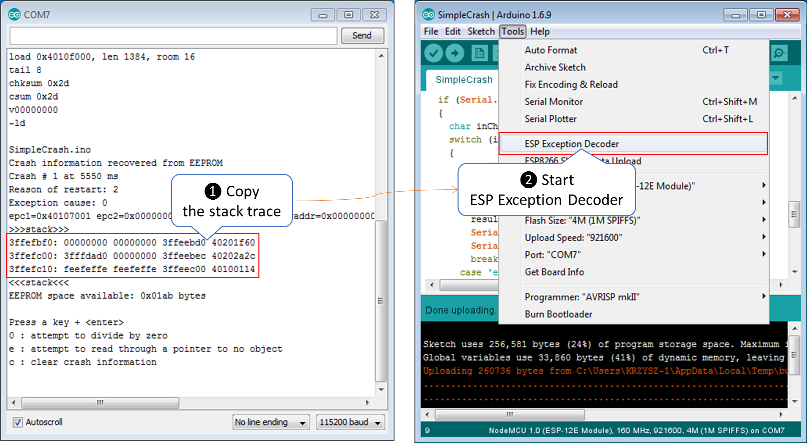 COM7
Send
load 0x4010f000, len 1384, room 16
tail 8
chksum 0x2d
csum 0x2d
v00000000
~ld
SimpleCrash.ino
Crash information recovered from EEPROM
Crash # 1 at 5550 ms
Reason of restart: 2
Exception cause: 0
epc1=0x40107001 epc2=0x0000000
addr=0x00000000
>>>stack>>>
3ffefbf0: 00000000 00000000 3ffeebd0 40201f60
3ffefc00: 3fffdad0 00000000 3ffeebec 40202a2c
3ffefc10: feefeffe feefeffe 3ffeec00 40100114
<<<stack<<<
EEPROM space available: 0x01ab bytes
Press a key + <enter>
0 : attempt to divide by zero
e : attempt to read through a pointer to no object
c : clear crash information
Autoscroll
No line ending
115200 baud
❶ Copy
the stack trace
SimpleCrash | Arduino 1.6.9
File Edit Sketch Tools Help
SimpleCrash
if (Serial.
{
char inCh
switch (i
{
resul
Seria
Seria
break
case 'e
Auto Format Ctrl+T
Archive Sketch
Fix Encoding & Reload
Serial Monitor Ctrl+Shift+M
Serial Plotter Ctrl+Shift+L
ESP Exception Decoder
ESP8266 Sketch Data Upload
-12E Module)"
Flash Size: "4M (1M SPIFFS)"
Upload Speed: "921600"
Port: "COM7"
Get Board Info
Programmer: "AVRISP mkII"
Burn Bootloader
❷ Start
ESP Exception Decoder
Done uploading.
Sketch uses 256,581 bytes (24%) of program storage space. Maximum i
Global variables use 33,860 bytes (41%) of dynamic memory, leaving
Uploading 260736 bytes from C:\Users\KRZYSZ~1\AppData\Local\Temp\bu
9
NodeMCU 1.0 (ESP-12E Module), 160 MHz, 921600, 4M (1M SPIFFS) on COM7